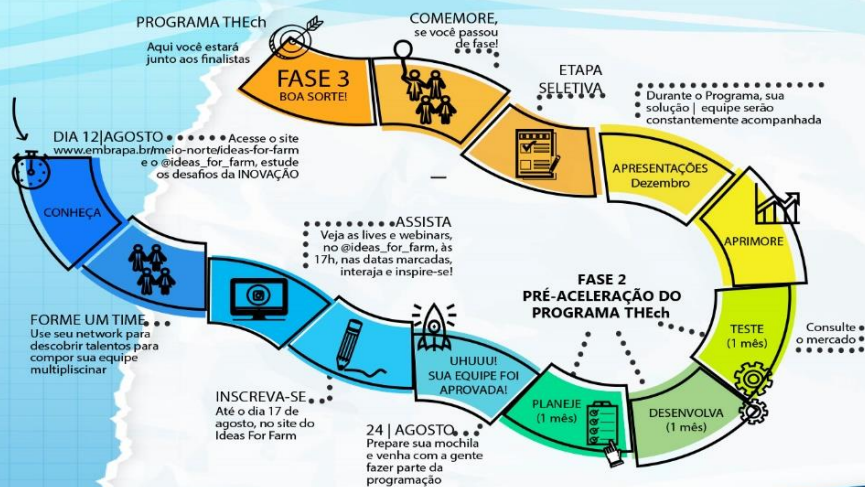 DIA 12|AGOSTO
Acesse o site
www.embrapa.br/meio-norte/ideas-for-farm
e o @ideas_for_farm, estude
os desafios da INOVAÇÃO
CONHEÇA
FORME UM TIME
Use seu network para
descobrir talentos para
compor sua equipe
multipliscinar
ASSISTA
Veja as lives e webinars,
no @ideas_for_farm, às
17h, nas datas marcadas,
interaja e inspire-se!
INSCREVA-SE
Até o dia 17 de
agosto, no site do
Ideas For Farm
UHUUU!
SUA EQUIPE FOI
APROVADA!
24 | AGOSTO
Prepare sua mochila
e venha com a gente
fazer parte da
programação
FASE 2
PRÉ-ACELERAÇÃO DO
PROGRAMA THEch
PLANEJE
(1 mês)
DESENVOLVA
(1 mês)
TESTE
(1 mês)
Consulte
o mercado
APRIMORE
APRESENTAÇÕES
Dezembro
Durante o Programa, sua
solução | equipe serão
constantemente acompanhada
ETAPA
SELETIVA
COMEMORE,
se você passou
de fase!
FASE 3
BOA SORTE!
PROGRAMA THEch
Aqui você estará
junto aos finalistas